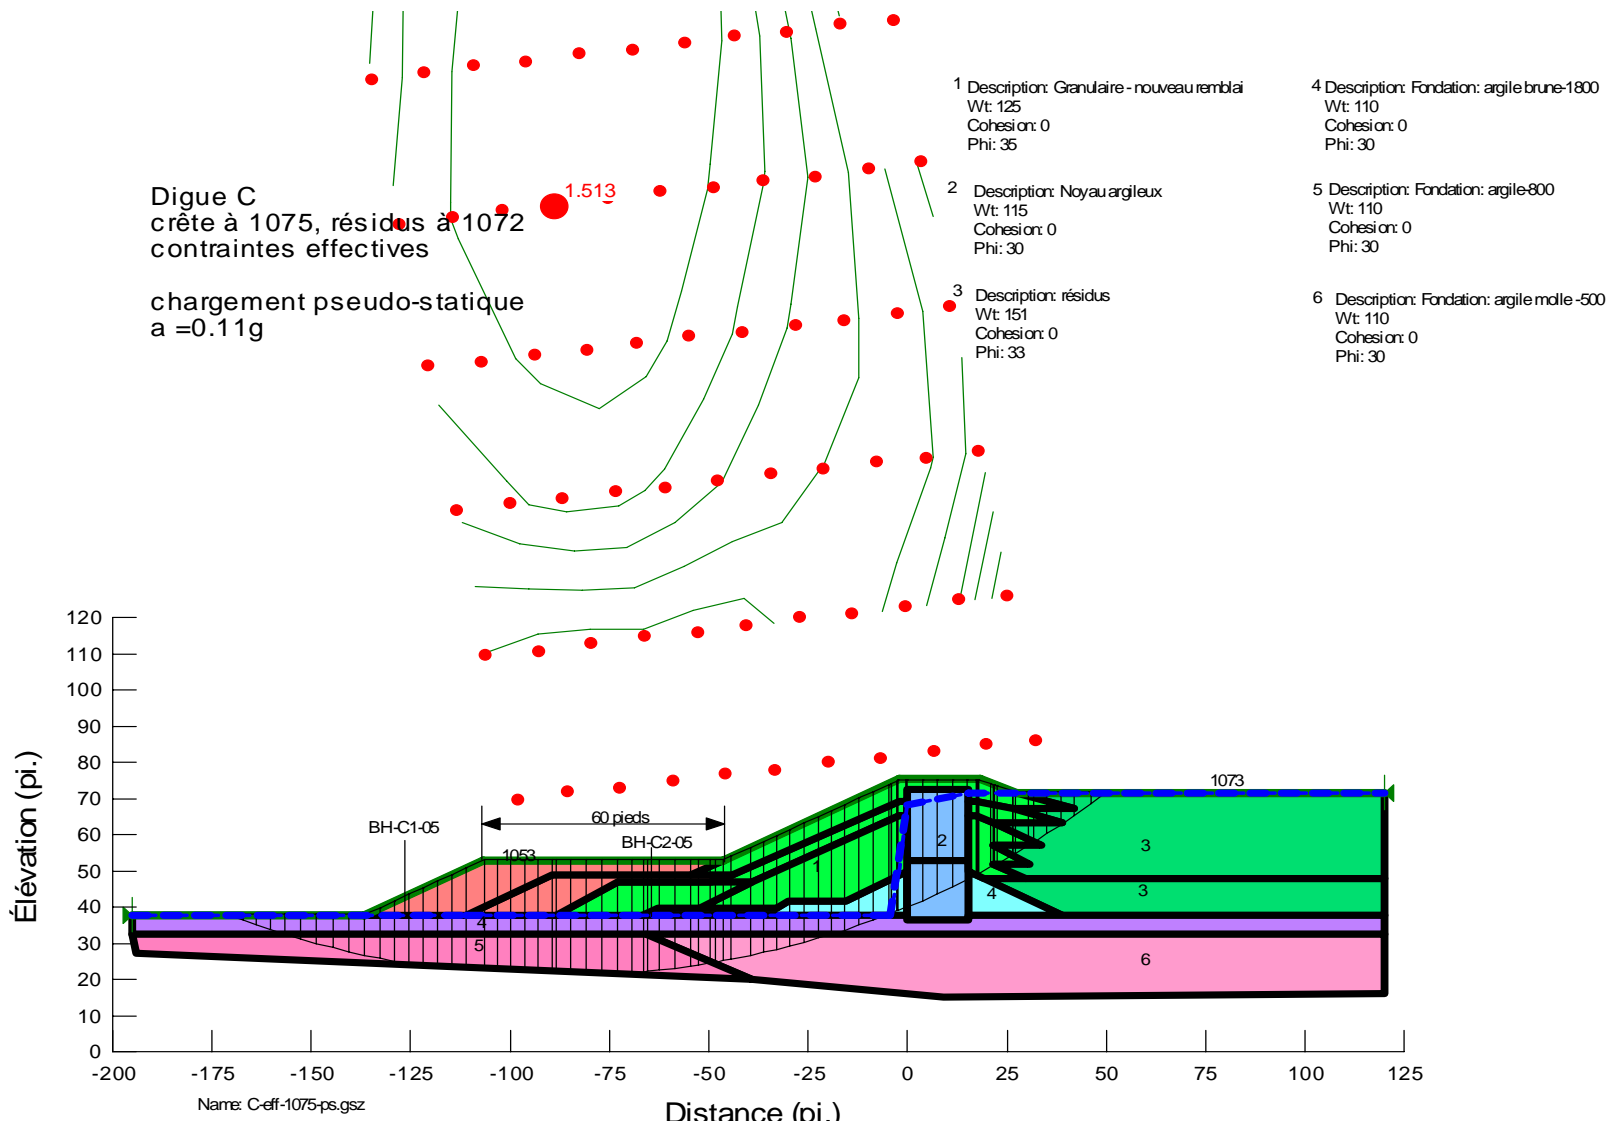 1.513
Digue C
crête à 1075, résidus à 1072
contraintes effectives
chargement pseudo-statique
a =0.11g
1 Description: Granulaire - nouveau remblai
Wt: 125
Cohesion: 0
Phi: 35
2 Description: Noyau argileux
Wt: 115
Cohesion: 0
Phi: 30
3 Description: résidus
Wt: 151
Cohesion: 0
Phi: 33
4 Description: Fondation: argile brune-1800
Wt: 110
Cohesion: 0
Phi: 30
5 Description: Fondation: argile-800
Wt: 110
Cohesion: 0
Phi: 30
6 Description: Fondation: argile molle -500
Wt: 110
Cohesion: 0
Phi: 30
Élévation (pi.)
120
110
100
90
80
70
60
50
40
30
20
10
0
1073
60 pieds
BH-C1-05
BH-C2-05
1053
1
2
3
3
4
4
5
6
-200 -175 -150 -125 -100 -75 -50 -25 0 25 50 75 100 125
Name: C-eff-1075-ps.gsz
Distance (pi.)